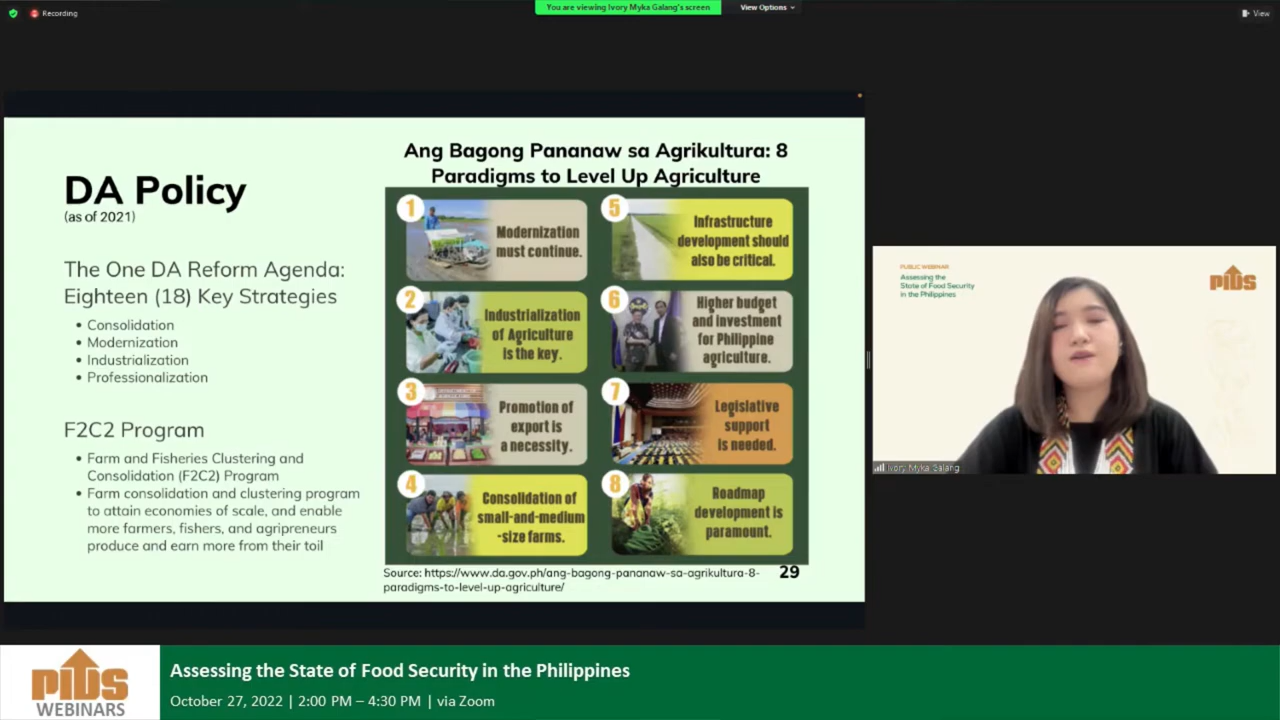 Recording
You are viewing Ivory Myka Galang's screen
View Options
View
DA Policy
(as of 2021)
The One DA Reform Agenda:
Eighteen (18) Key Strategies
• Consolidation
• Modernization
• Industrialization
• Professionalization
F2C2 Program
• Farm and Fisheries Clustering and
Consolidation (F2C2) Program
• Farm consolidation and clustering program
to attain economies of scale, and enable
more farmers, fishers, and agripreneurs
produce and earn more from their toil
Ang Bagong Pananaw sa Agrikultura: 8
Paradigms to Level Up Agriculture
1
Modernization
must continue.
2
Industrialization
of Agriculture
is the key.
3
Promotion of
export is
a necessity.
4
Consolidation of
small-and-medium
-size farms.
5
Infrastructure
development should
also be critical.
6
Higher budget
and investment
for Philippine
agriculture.
7
Legislative
support
is needed.
8
Roadmap
development is
paramount.
Source: https://www.da.gov.ph/ang-bagong-pananaw-sa-agrikultura-8-
paradigms-to-level-up-agriculture/
29
PUBLIC WEBINAR
Assessing the
State of Food Security
in the Philippines
PIDS
Ivory Myka Galang
PIDS
WEBINARS
Assessing the State of Food Security in the Philippines
October 27, 2022 | 2:00 PM – 4:30 PM | via Zoom